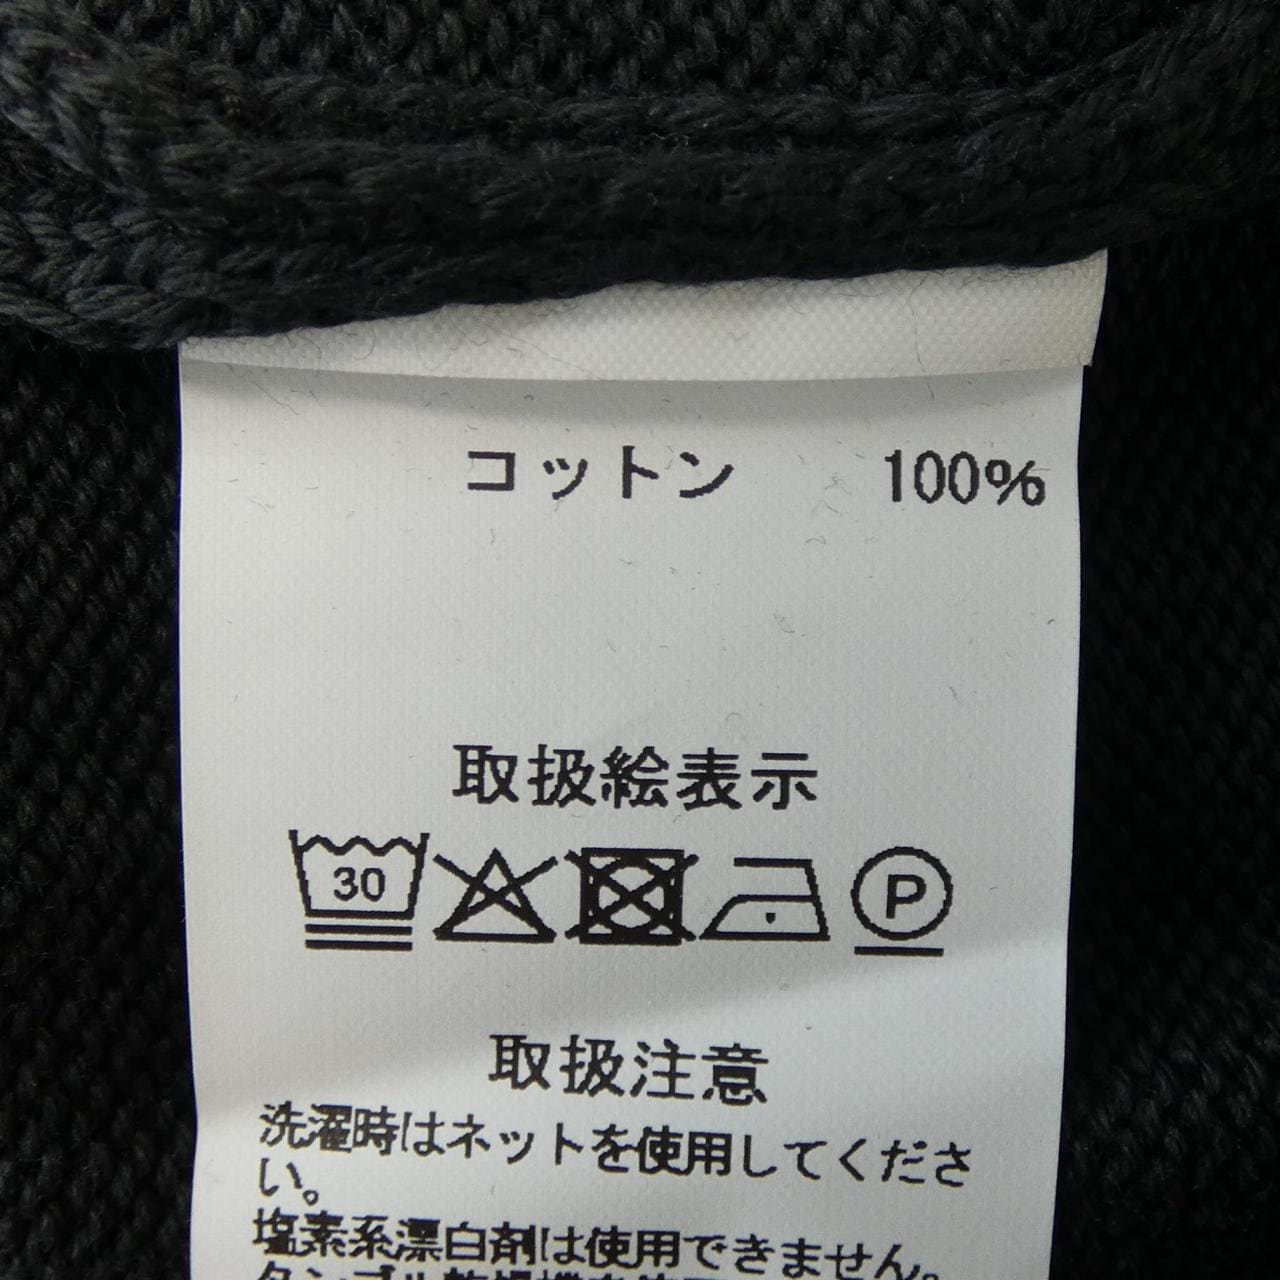 コットン 100%
取扱絵表示
30 P
取扱注意
洗濯時はネットを使用してくださ
い。
塩素系漂白剤は使用できません。